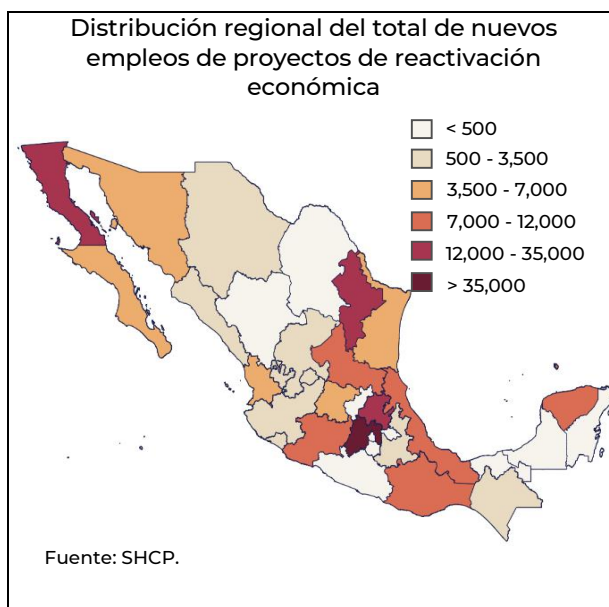 Distribución regional del total de nuevos
empleos de proyectos de reactivación
económica
< 500
500 - 3,500
3,500 - 7,000
7,000 - 12,000
12,000 - 35,000
> 35,000
Fuente: SHCP.